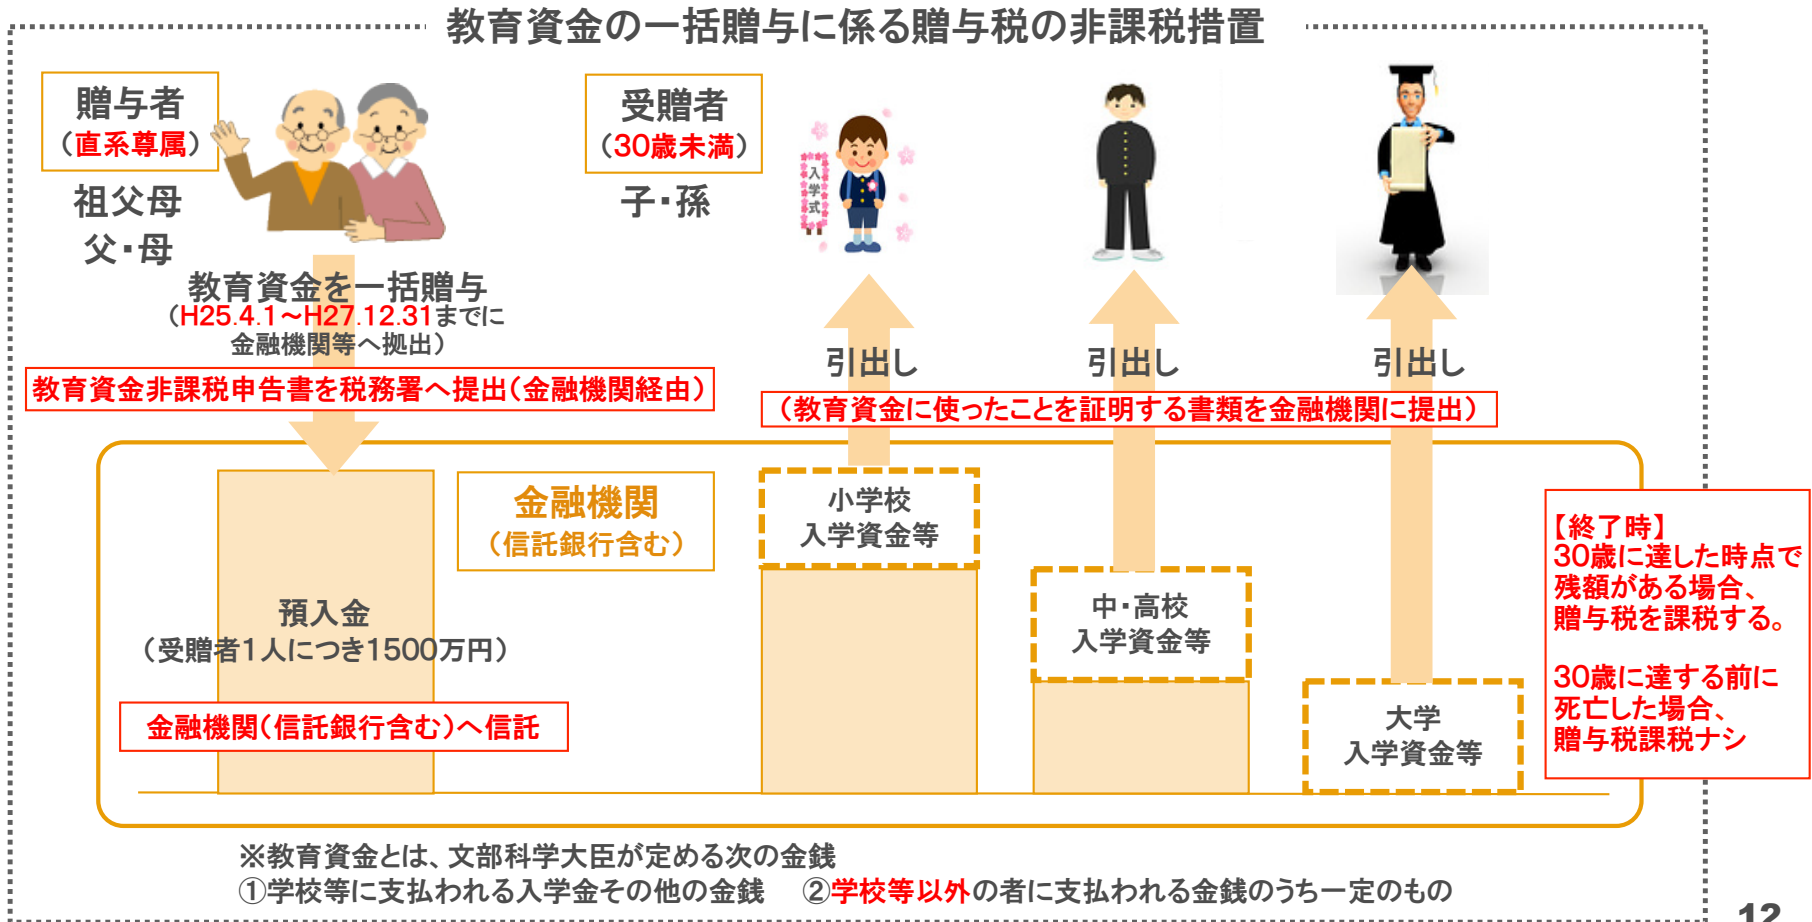 教育資金の一括贈与に係る贈与税の非課税措置
贈与者
（直系尊属）
祖父母
父・母
受贈者
（30歳未満）
子・孫
入学式
教育資金を一括贈与
（H25.4.1～H27.12.31までに
金融機関等へ拠出）
教育資金非課税申告書を税務署へ提出（金融機関経由）
引出し
引出し
引出し
（教育資金に使ったことを証明する書類を金融機関に提出）
金融機関
（信託銀行含む）
預入金
（受贈者1人につき1500万円）
金融機関（信託銀行含む）へ信託
小学校
入学資金等
中・高校
入学資金等
大学
入学資金等
【終了時】
30歳に達した時点で
残額がある場合、
贈与税を課税する。
30歳に達する前に
死亡した場合、
贈与税課税ナシ
※教育資金とは、文部科学大臣が定める次の金銭
①学校等に支払われる入学金その他の金銭　②学校等以外の者に支払われる金銭のうち一定のもの
12